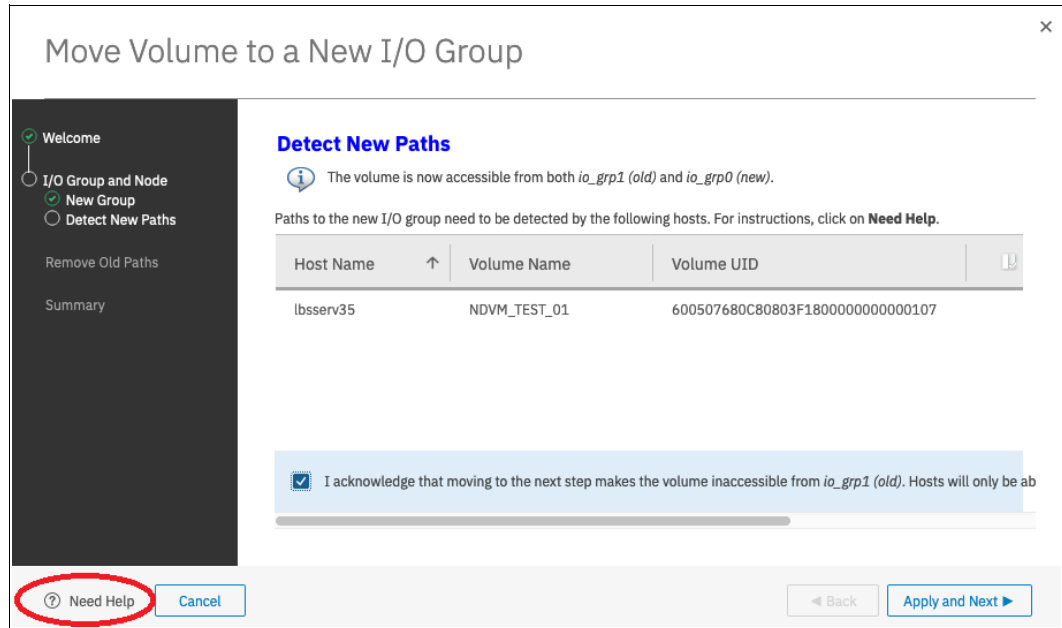 Move Volume to a New I/O Group
Welcome
I/O Group and Node
New Group
Detect New Paths
Remove Old Paths
Summary
Detect New Paths
The volume is now accessible from both io_grp1 (old) and io_grp0 (new).
Paths to the new I/O group need to be detected by the following hosts. For instructions, click on Need Help.
Host Name Volume Name Volume UID
lbsserv35 NDVM_TEST_01 600507680C80803F1800000000000107
I acknowledge that moving to the next step makes the volume inaccessible from io_grp1 (old). Hosts will only be ab
Need Help Cancel Back Apply and Next